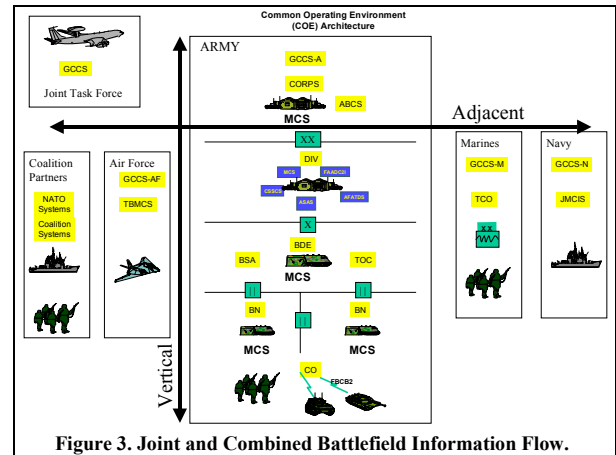 Common Operating Environment
(COE) Architecture
GCCS
Joint Task Force
ARMY
GCCS-A
CORPS
ABCS
MCS
Adjacent
XX
DIV
MCS
FAADC2I
CSSCS
ASAS
AFATDS
X
BDE
BSA
TOC
MCS
||
||
||
BN
BN
MCS
MCS
CO
FBCB2
Vertical
Coalition
Partners
NATO
Systems
Coalition
Systems
Air Force
GCCS-AF
TBMCS
Marines
GCCS-M
TCO
XX
Navy
GCCS-N
JMCIS
Figure 3. Joint and Combined Battlefield Information Flow.